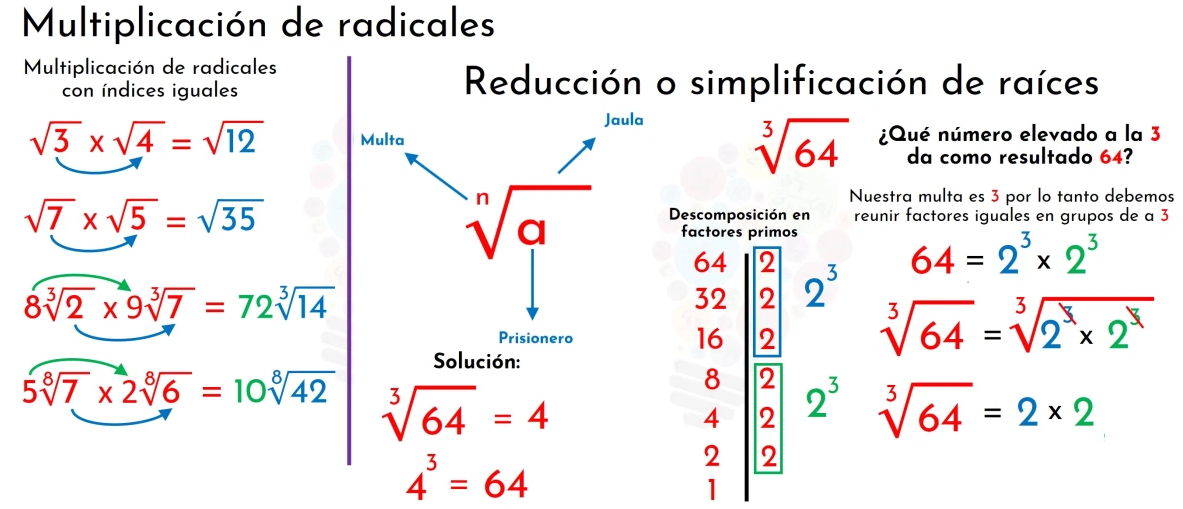 Multiplicación de radicales
Multiplicación de radicales
con índices iguales
√3 x √4 = √12
√7 x √5 = √35
8∛2 x 9∛7 = 72∛14
5⁸√7 x 2⁸√6 = 10⁸√42
Reducción o simplificación de raíces
Multa
Jaula
ⁿ√a
Prisionero
Solución:
∛64 = 4
4³ = 64
∛64
¿Qué número elevado a la 3
da como resultado 64?
Descomposición en
factores primos
64 2
32 2
16 2
2³
8 2
4 2
2 2
2³
1
Nuestra multa es 3 por lo tanto debemos
reunir factores iguales en grupos de a 3
64 = 2³ x 2³
∛64 = ∛2³ x 2³
∛64 = 2 x 2